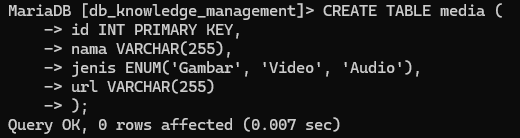 MariaDB [db_knowledge_management]> CREATE TABLE media (
    -> id INT PRIMARY KEY,
    -> nama VARCHAR(255),
    -> jenis ENUM('Gambar', 'Video', 'Audio'),
    -> url VARCHAR(255)
    -> );
Query OK, 0 rows affected (0.007 sec)